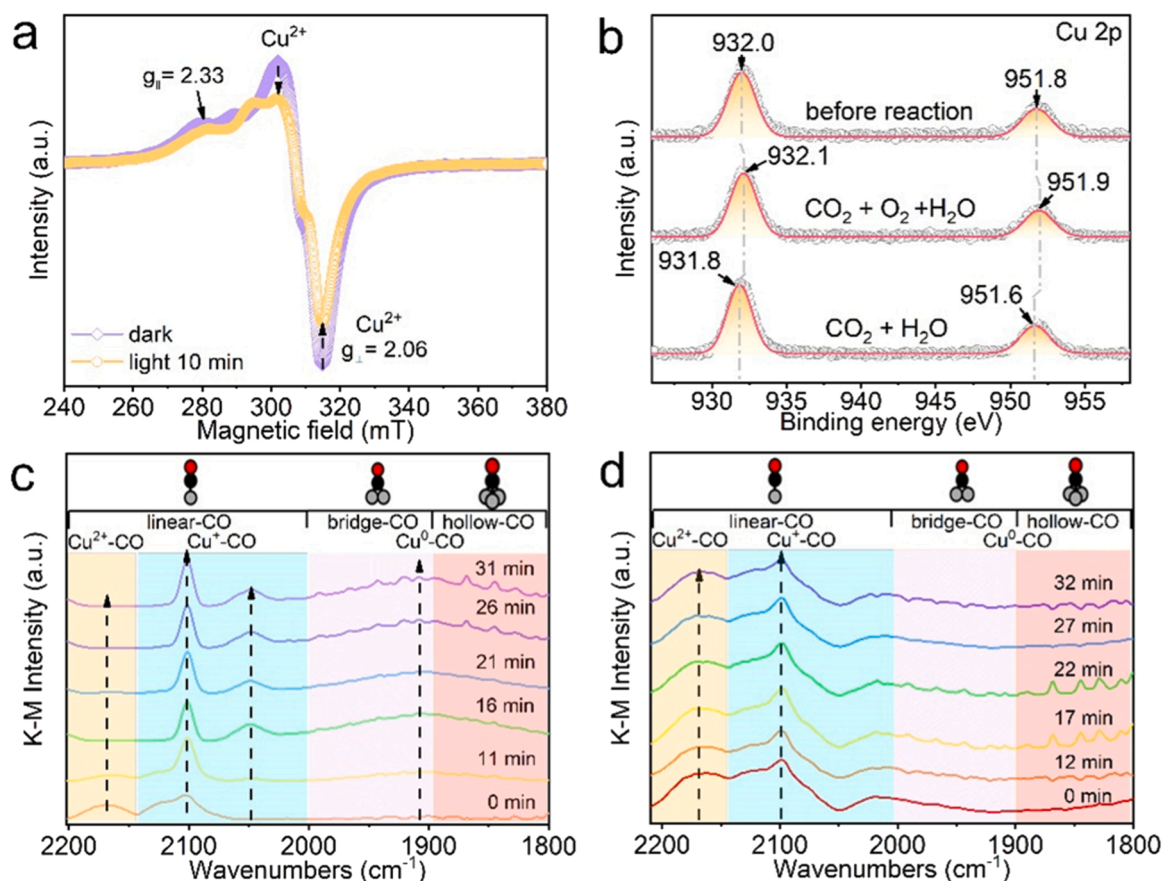 a
Cu²⁺
g∥= 2.33
Cu²⁺
g⊥= 2.06
dark
light 10 min
Intensity (a.u.)
240 260 280 300 320 340 360 380
Magnetic field (mT)
b
Cu 2p
932.0
951.8
before reaction
932.1
951.9
CO₂ + O₂ +H₂O
931.8
951.6
CO₂ + H₂O
Intensity (a.u.)
930 935 940 945 950 955
Binding energy (eV)
c
linear-CO bridge-CO hollow-CO
Cu²⁺-CO Cu⁺-CO Cu⁰-CO
31 min
26 min
21 min
16 min
11 min
0 min
K-M Intensity (a.u.)
2200 2100 2000 1900 1800
Wavenumbers (cm⁻¹)
d
linear-CO bridge-CO hollow-CO
Cu²⁺-CO Cu⁺-CO Cu⁰-CO
32 min
27 min
22 min
17 min
12 min
0 min
K-M Intensity (a.u.)
2200 2100 2000 1900 1800
Wavenumbers (cm⁻¹)